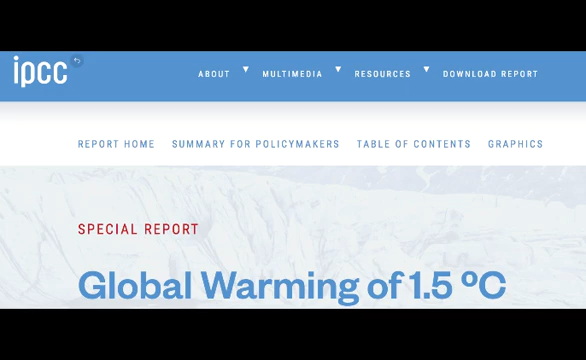 ipcc
ABOUT ▼ MULTIMEDIA ▼ RESOURCES ▼ DOWNLOAD REPORT
REPORT HOME SUMMARY FOR POLICYMAKERS TABLE OF CONTENTS GRAPHICS
SPECIAL REPORT
Global Warming of 1.5 ºC